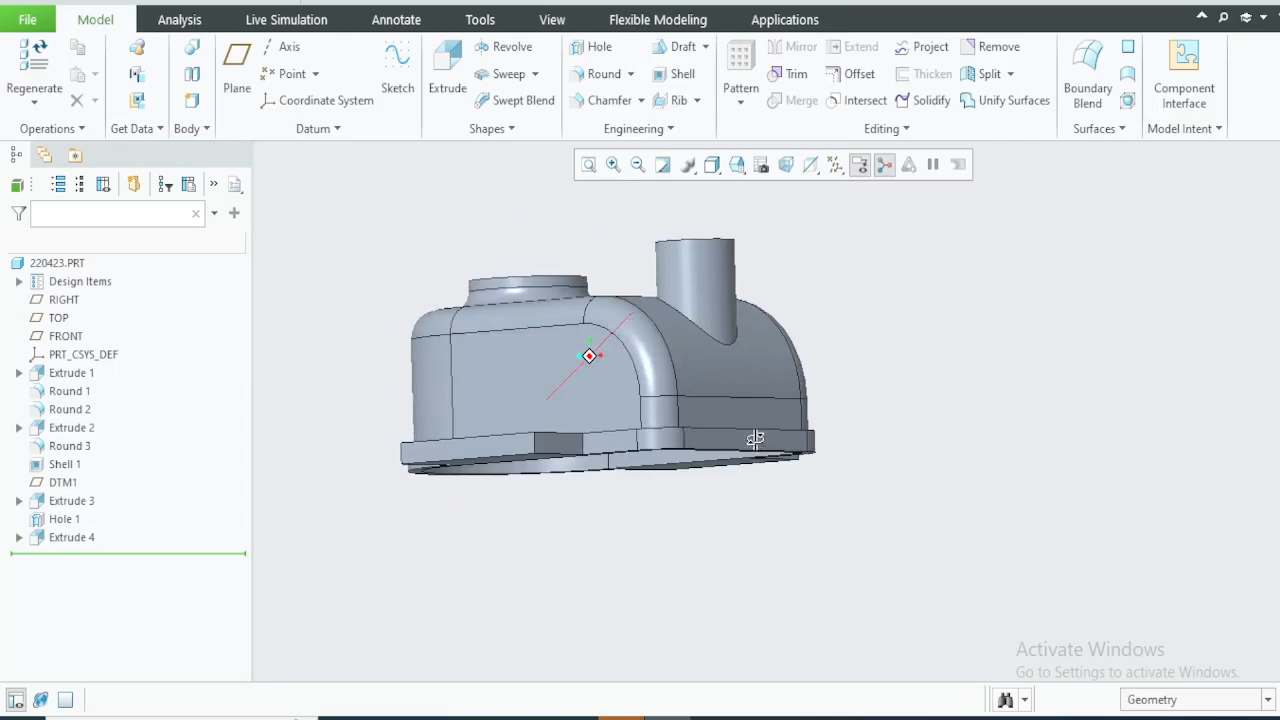 File Model Analysis Live Simulation Annotate Tools View Flexible Modeling Applications
Regenerate
Operations
Get Data
Body
Plane
Axis
Point
Coordinate System
Sketch
Datum
Extrude
Revolve
Sweep
Swept Blend
Shapes
Hole
Round
Chamfer
Draft
Shell
Rib
Engineering
Pattern
Mirror
Trim
Merge
Extend
Offset
Intersect
Project
Thicken
Solidify
Remove
Split
Unify Surfaces
Editing
Boundary
Blend
Surfaces
Component
Interface
Model Intent
220423.PRT
Design Items
RIGHT
TOP
FRONT
PRT_CSYS_DEF
Extrude 1
Round 1
Round 2
Extrude 2
Round 3
Shell 1
DTM1
Extrude 3
Hole 1
Extrude 4
Activate Windows
Go to Settings to activate Windows.
Geometry